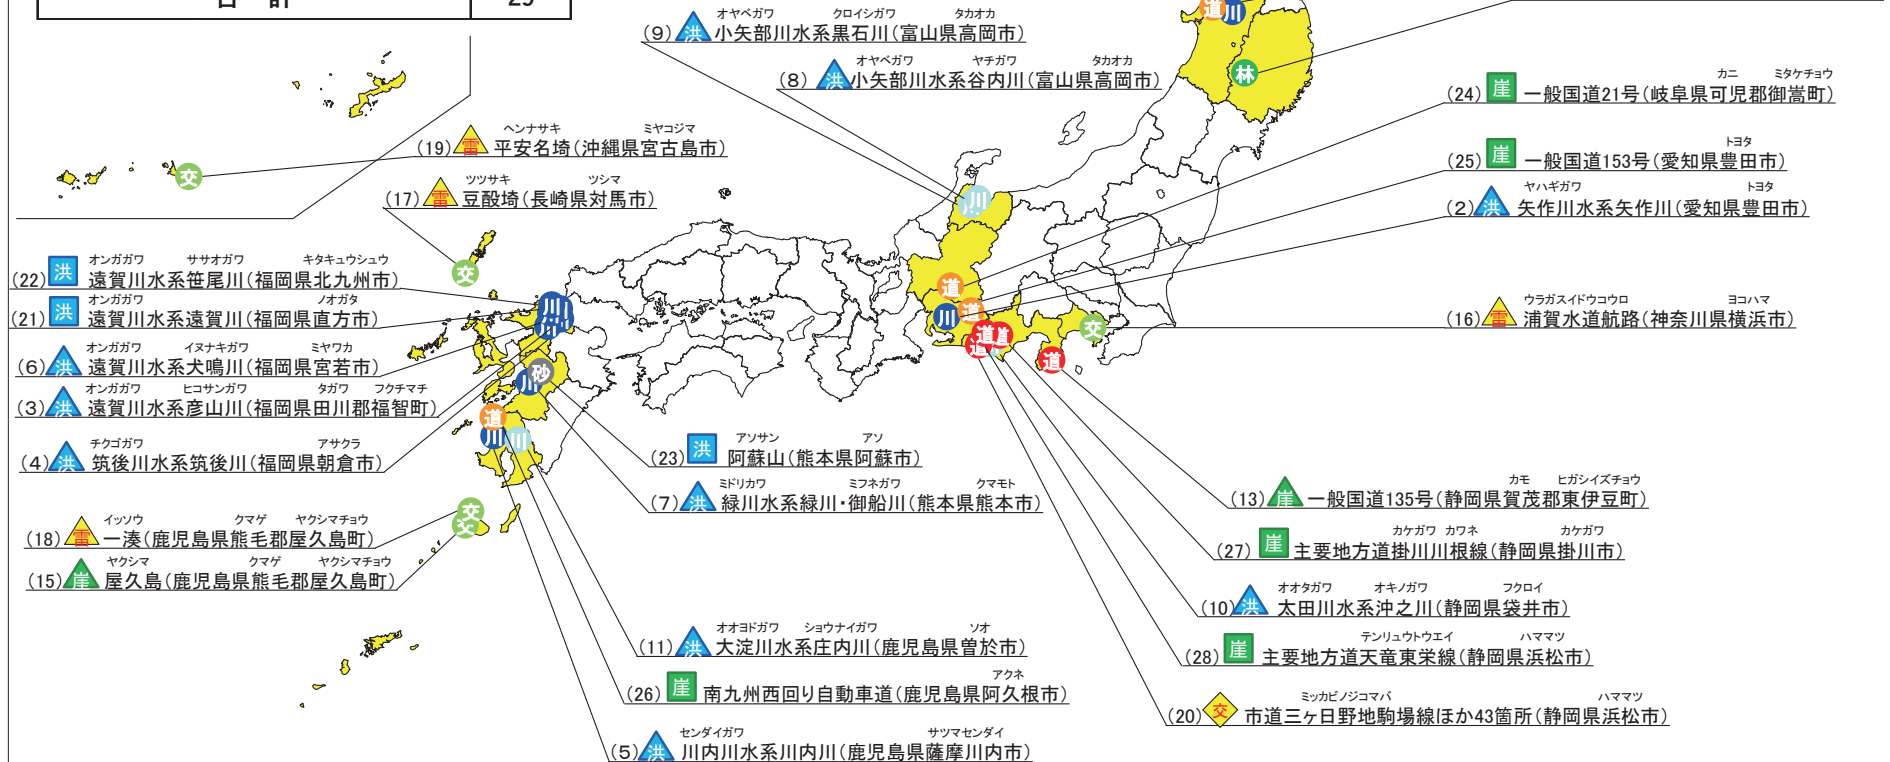 合 計 29
オヤベガワ クロイシガワ タカオカ
(9) 洪 小矢部川水系黒石川(富山県高岡市)
オヤベガワ ヤチガワ タカオカ
(8) 洪 小矢部川水系谷内川(富山県高岡市)
道 川
林
カニ ミタケチョウ
(24) 崖 一般国道21号(岐阜県可児郡御嵩町)
ヘンナサキ ミヤコジマ
(19) 雷 平安名埼(沖縄県宮古島市)
トヨタ
(25) 崖 一般国道153号(愛知県豊田市)
交
ツツサキ ツシマ
(17) 雷 豆酘埼(長崎県対馬市)
ヤハギガワ トヨタ
(2) 洪 矢作川水系矢作川(愛知県豊田市)
川
オンガガワ ササオガワ キタキュウシュウ
(22) 洪 遠賀川水系笹尾川(福岡県北九州市)
交
オンガガワ ノオガタ
(21) 洪 遠賀川水系遠賀川(福岡県直方市)
川 川 川
道 道 川 交
ウラガスイドウコウロ ヨコハマ
(16) 雷 浦賀水道航路(神奈川県横浜市)
オンガガワ イヌナキガワ ミヤワカ
(6) 洪 遠賀川水系犬鳴川(福岡県宮若市)
道 道 道 道
オンガガワ ヒコサンガワ タガワ フクチマチ
(3) 洪 遠賀川水系彦山川(福岡県田川郡福智町)
砂 川
道 川 川
チクゴガワ アサクラ
(4) 洪 筑後川水系筑後川(福岡県朝倉市)
アソサン アソ
(23) 洪 阿蘇山(熊本県阿蘇市)
ミドリカワ ミフネガワ クマモト
(7) 洪 緑川水系緑川・御船川(熊本県熊本市)
カモ ヒガシイズチョウ
(13) 崖 一般国道135号(静岡県賀茂郡東伊豆町)
イッソウ クマゲ ヤクシマチョウ
(18) 雷 一湊(鹿児島県熊毛郡屋久島町)
交 交
カケガワ カワネ カケガワ
(27) 崖 主要地方道掛川川根線(静岡県掛川市)
ヤクシマ クマゲ ヤクシマチョウ
(15) 崖 屋久島(鹿児島県熊毛郡屋久島町)
オオタガワ オキノガワ フクロイ
(10) 洪 太田川水系沖之川(静岡県袋井市)
オオヨドガワ ショウナイガワ ソオ
(11) 洪 大淀川水系庄内川(鹿児島県曽於市)
テンリュウトウエイ ハママツ
(28) 崖 主要地方道天竜東栄線(静岡県浜松市)
アクネ
(26) 崖 南九州西回り自動車道(鹿児島県阿久根市)
ミッカビノジコマバ ハママツ
(20) 交 市道三ヶ日野地駒場線ほか43箇所(静岡県浜松市)
センダイガワ サツマセンダイ
(5) 洪 川内川水系川内川(鹿児島県薩摩川内市)